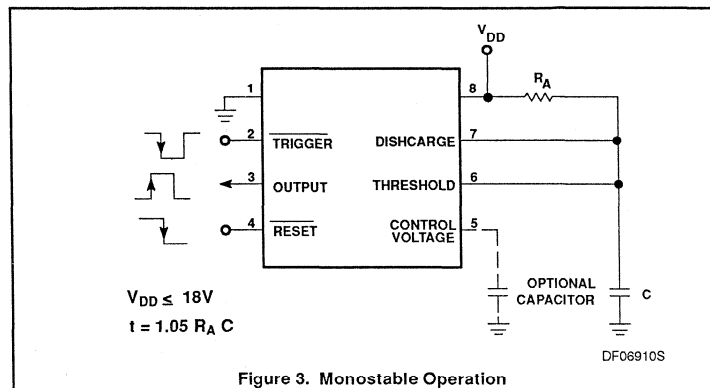 V_DD
R_A
1
8
2
TRIGGER
DISHCARGE
7
3
OUTPUT
THRESHOLD
6
4
RESET
CONTROL
VOLTAGE
5
OPTIONAL
CAPACITOR
C
V_DD ≤ 18V
t = 1.05 R_A C
DF06910S
Figure 3. Monostable Operation